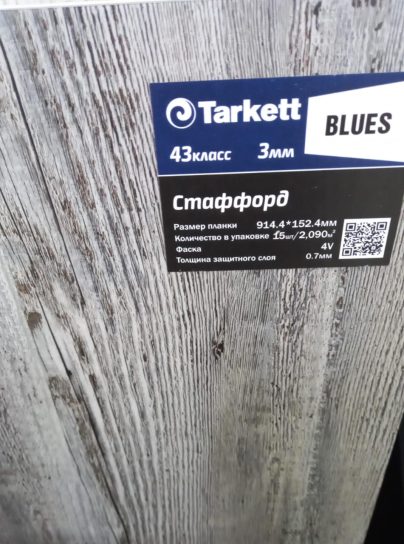 Tarkett
BLUES
43класс 3мм
Стаффорд
Размер планки 914.4*152.4мм
Количество в упаковке 15шт/2,090м²
Фаска 4V
Толщина защитного слоя 0.7мм